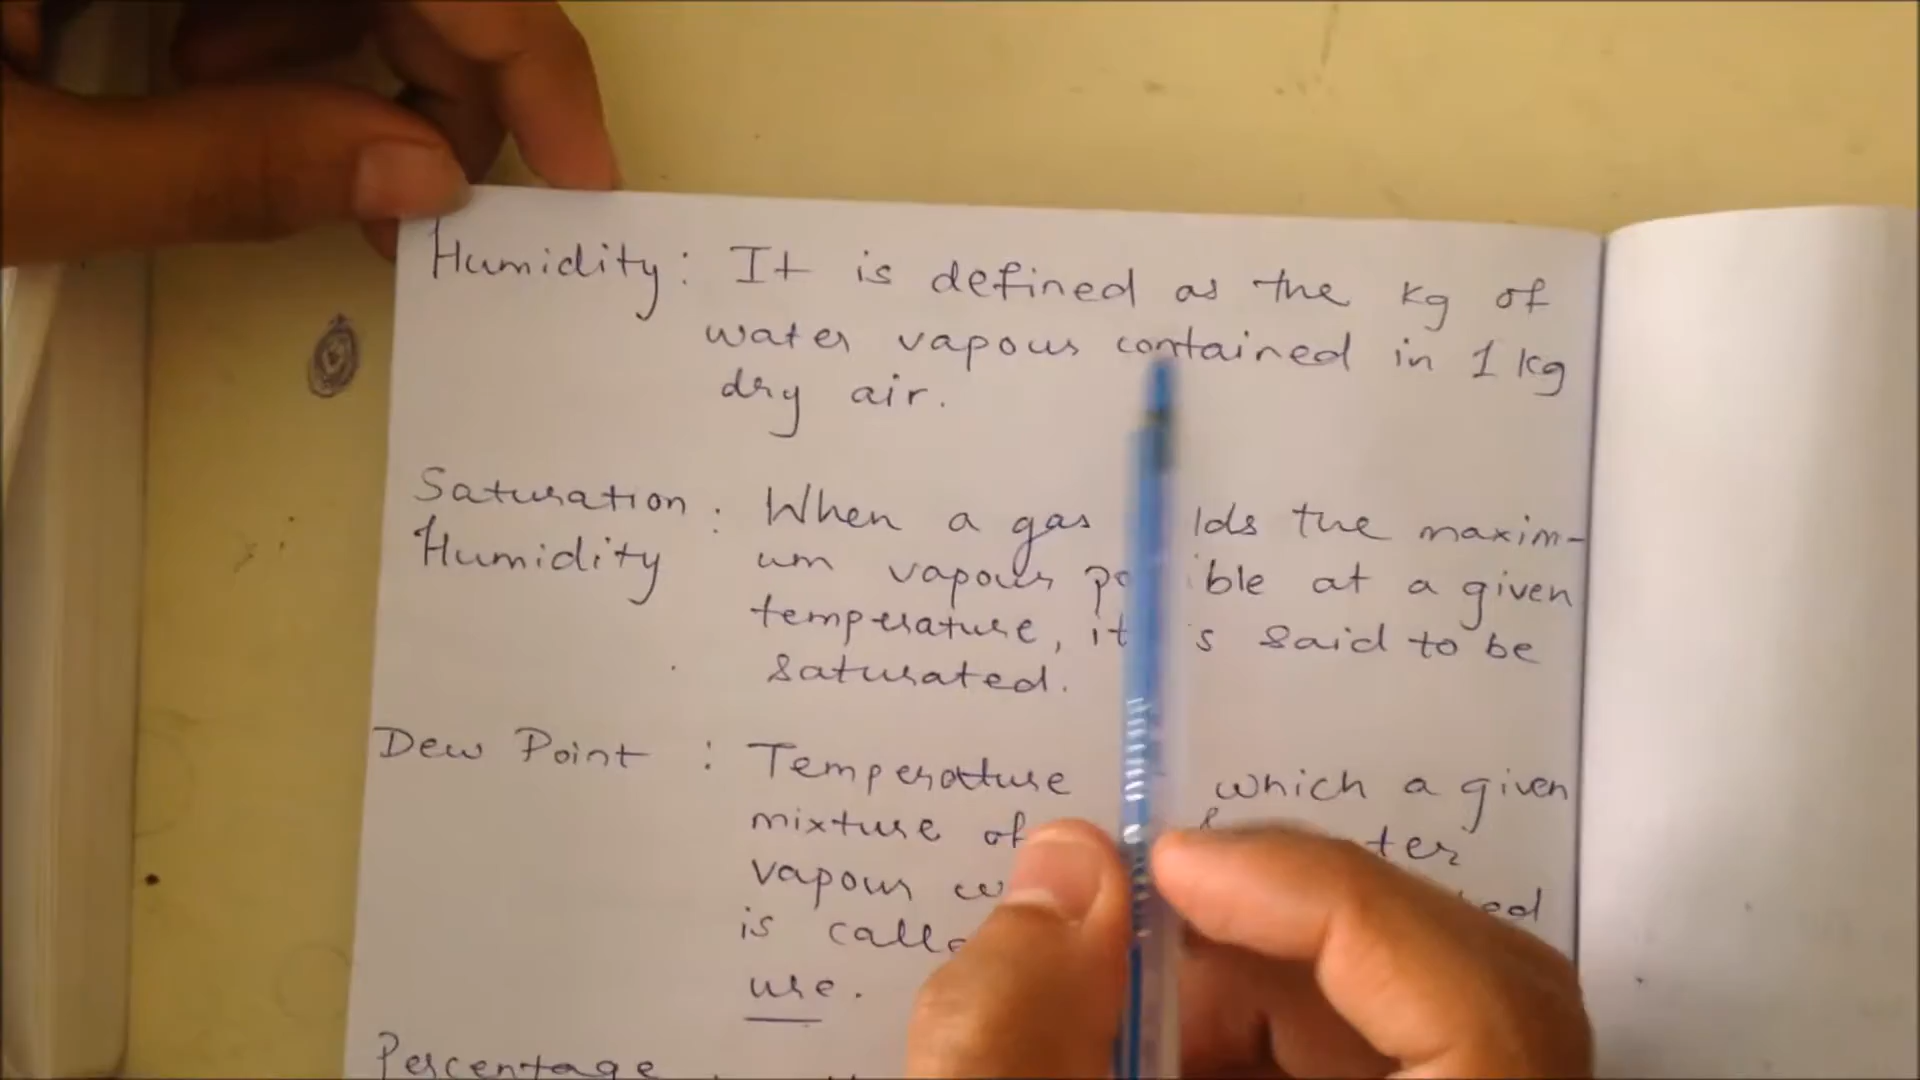 Humidity: It is defined as the kg of
water vapour contained in 1 kg
dry air.
Saturation : When a gas the maxim-
Humidity um vapour at a given
temperature, it said to be
saturated.
Dew Point : Temperature which a given
mixture of
vapour
is
ure.
Percentage